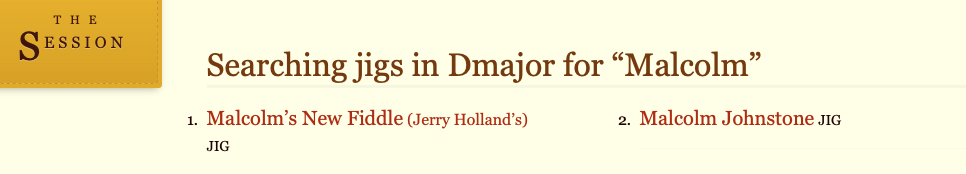 THE
SESSION
Searching jigs in Dmajor for “Malcolm”
1. Malcolm’s New Fiddle (Jerry Holland’s)
JIG
2. Malcolm Johnstone JIG